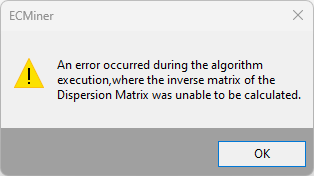 ECMiner
An error occurred during the algorithm
execution,where the inverse matrix of the
Dispersion Matrix was unable to be calculated.
OK